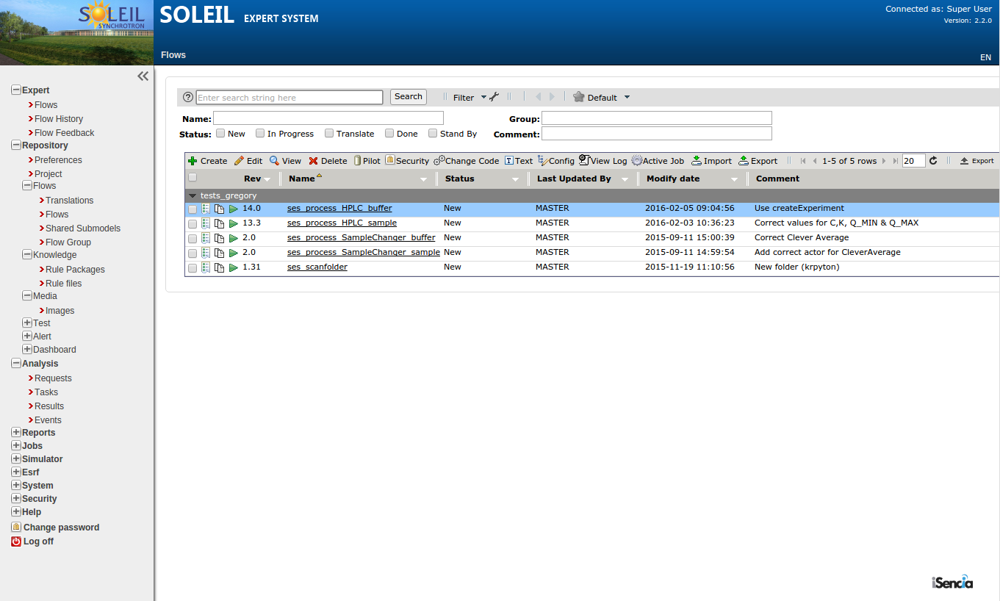 SOLEIL
SYNCHROTRON
SOLEIL EXPERT SYSTEM
Connected as: Super User
Version: 2.2.0
Flows
EN
Expert
Flows
Flow History
Flow Feedback
Repository
Preferences
Project
Flows
Translations
Flows
Shared Submodels
Flow Group
Knowledge
Rule Packages
Rule files
Media
Images
Test
Alert
Dashboard
Analysis
Requests
Tasks
Results
Events
Reports
Jobs
Simulator
Esrf
System
Security
Help
Change password
Log off
Enter search string here Search Filter Default
Name: Group:
Status: New In Progress Translate Done Stand By Comment:
Create Edit View Delete Pilot Security Change Code Text Config View Log Active Job Import Export 1-5 of 5 rows 20 Export
Rev Name Status Last Updated By Modify date Comment
tests_gregory
14.0 ses_process_HPLC_buffer New MASTER 2016-02-05 09:04:56 Use createExperiment
13.3 ses_process_HPLC_sample New MASTER 2016-02-03 10:36:23 Correct values for C,K, Q_MIN & Q_MAX
2.0 ses_process_SampleChanger_buffer New MASTER 2015-09-11 15:00:39 Correct Clever Average
2.0 ses_process_SampleChanger_sample New MASTER 2015-09-11 14:59:54 Add correct actor for CleverAverage
1.31 ses_scanfolder New MASTER 2015-11-19 11:10:56 New folder (krpyton)
iSencia